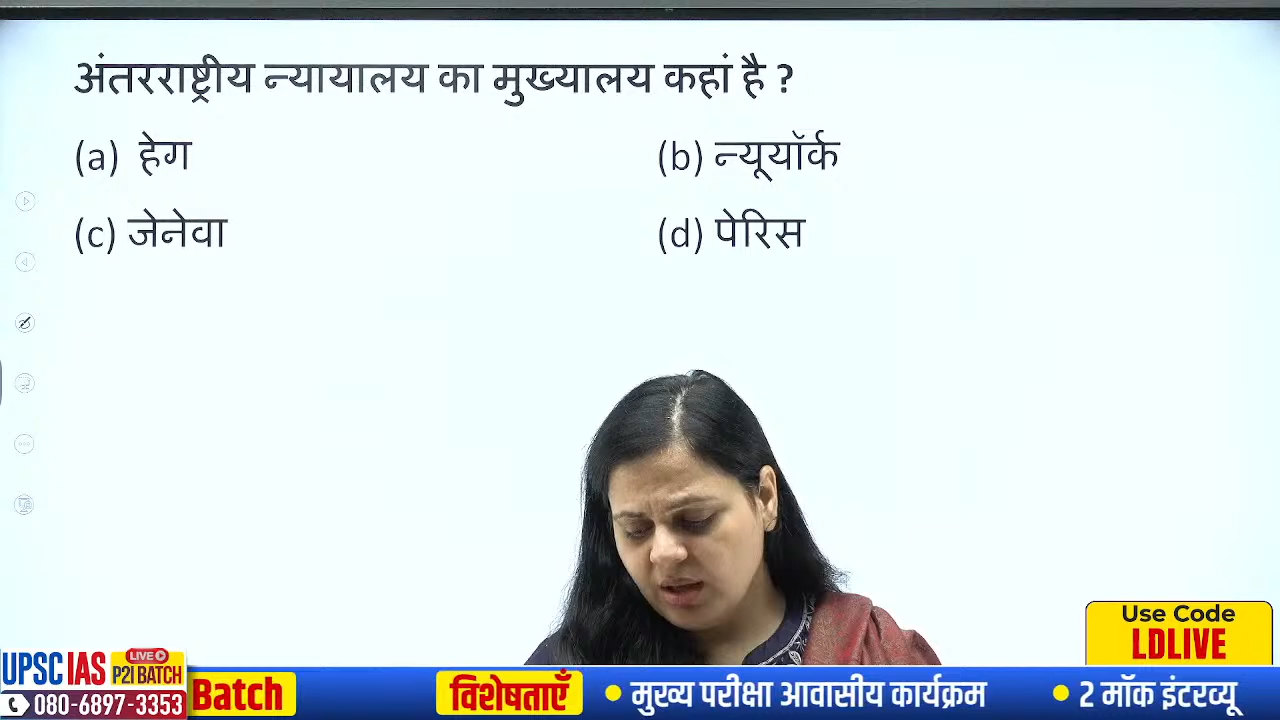 अंतरराष्ट्रीय न्यायालय का मुख्यालय कहां है ?
(a) हेग (b) न्यूयॉर्क
(c) जेनेवा (d) पेरिस
Use Code
LDLIVE
UPSC IAS LIVE P2I BATCH
080-6897-3353
Batch विशेषताएँ • मुख्य परीक्षा आवासीय कार्यक्रम • 2 मॉक इंटरव्यू